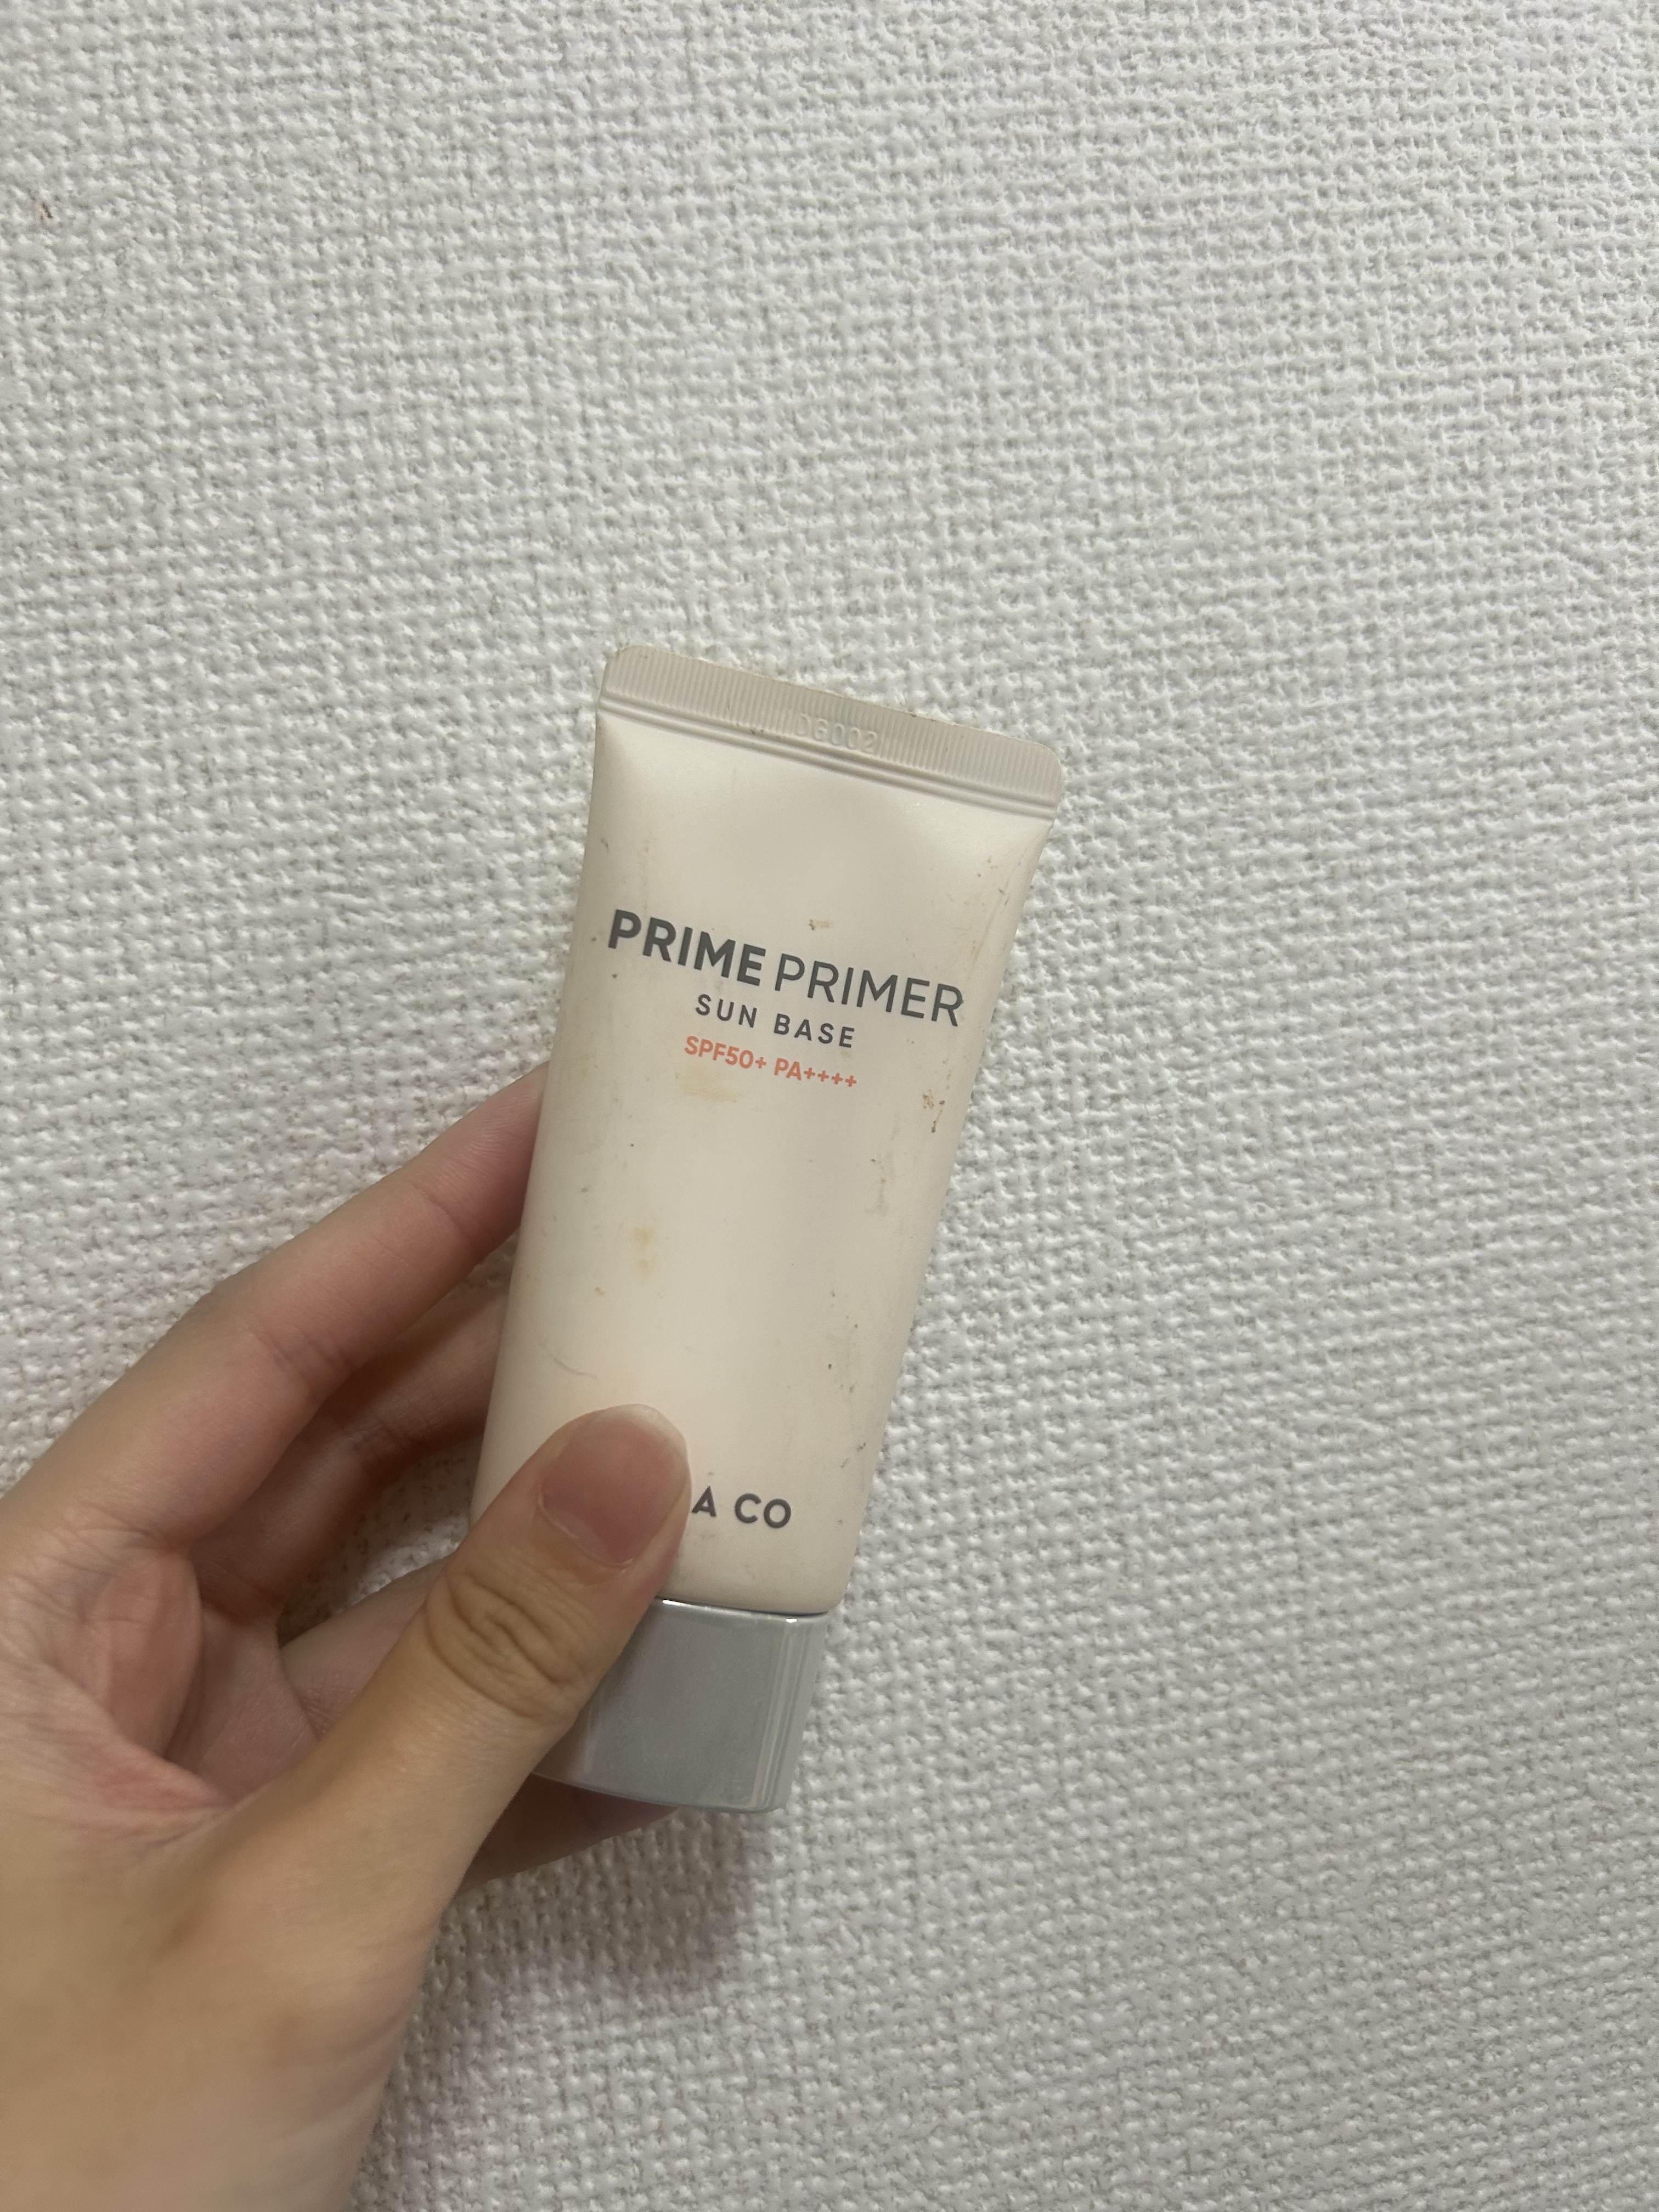 PRIME PRIMER
SUN BASE
SPF50+ PA++++
A CO